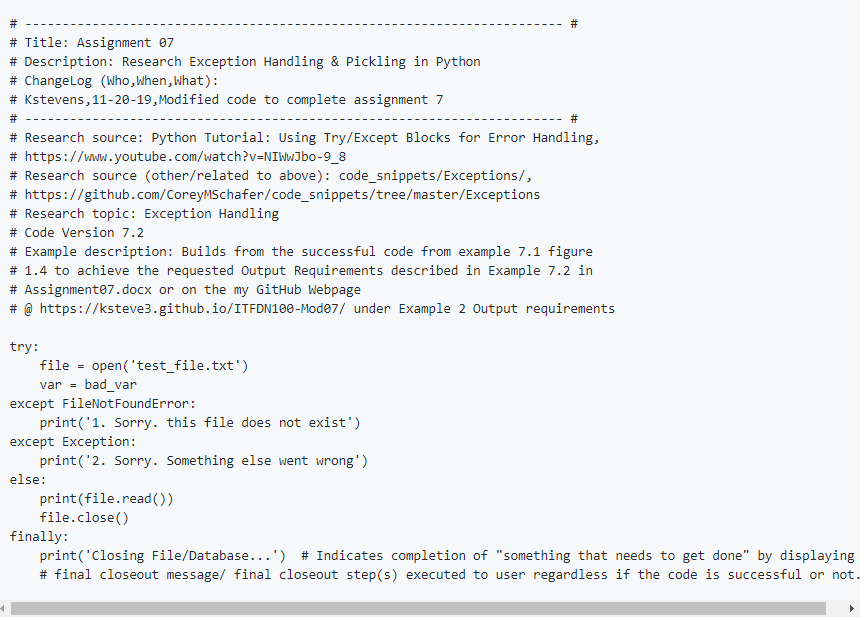 # ------------------------------------------------------------------------ #
# Title: Assignment 07
# Description: Research Exception Handling & Pickling in Python
# ChangeLog (Who,When,What):
# Kstevens,11-20-19,Modified code to complete assignment 7
# ------------------------------------------------------------------------ #
# Research source: Python Tutorial: Using Try/Except Blocks for Error Handling,
# https://www.youtube.com/watch?v=NIWwJbo-9_8
# Research source (other/related to above): code_snippets/Exceptions/,
# https://github.com/CoreyMSchafer/code_snippets/tree/master/Exceptions
# Research topic: Exception Handling
# Code Version 7.2
# Example description: Builds from the successful code from example 7.1 figure
# 1.4 to achieve the requested Output Requirements described in Example 7.2 in
# Assignment07.docx or on the my GitHub Webpage
# @ https://ksteve3.github.io/ITFDN100-Mod07/ under Example 2 Output requirements

try:
    file = open('test_file.txt')
    var = bad_var
except FileNotFoundError:
    print('1. Sorry. this file does not exist')
except Exception:
    print('2. Sorry. Something else went wrong')
else:
    print(file.read())
    file.close()
finally:
    print('Closing File/Database...')  # Indicates completion of "something that needs to get done" by displaying
    # final closeout message/ final closeout step(s) executed to user regardless if the code is successful or not.